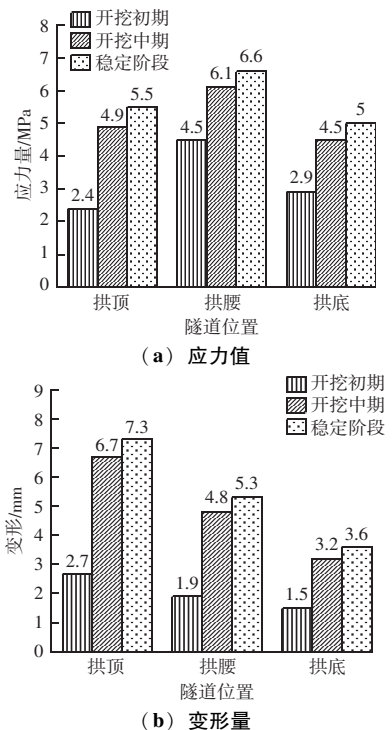 8
7
6
5
4
3
2
1
0
应力量/MPa
开挖初期
开挖中期
稳定阶段
2.4
4.9
5.5
4.5
6.1
6.6
2.9
4.5
5
拱顶 拱腰 拱底
隧道位置
(a) 应力值
9
8
7
6
5
4
3
2
1
0
变形/mm
开挖初期
开挖中期
稳定阶段
2.7
6.7
7.3
1.9
4.8
5.3
1.5
3.2
3.6
拱顶 拱腰 拱底
隧道位置
(b) 变形量